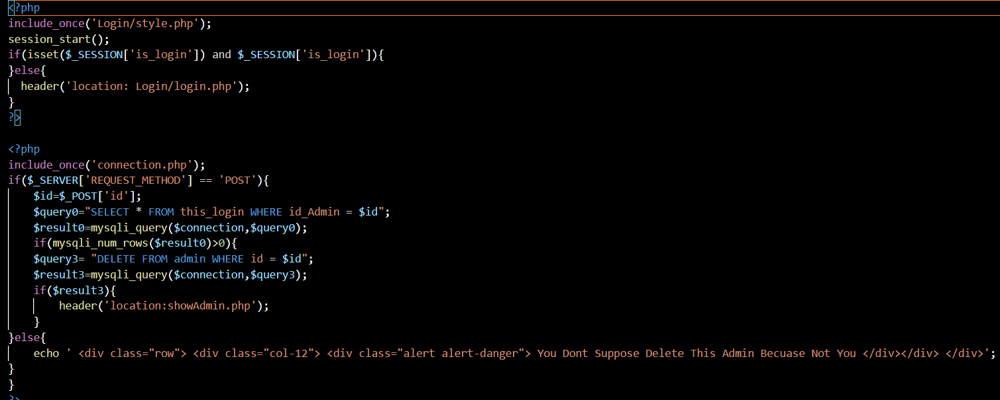 <?php
include_once('Login/style.php');
session_start();
if(isset($_SESSION['is_login']) and $_SESSION['is_login']){
}else{
  header('location: Login/login.php');
}
?>
<?php
include_once('connection.php');
if($_SERVER['REQUEST_METHOD'] == 'POST'){
    $id=$_POST['id'];
    $query0="SELECT * FROM this_login WHERE id_Admin = $id";
    $result0=mysqli_query($connection,$query0);
    if(mysqli_num_rows($result0)>0){
    $query3= "DELETE FROM admin WHERE id = $id";
    $result3=mysqli_query($connection,$query3);
    if($result3){
        header('location:showAdmin.php');
    }
}else{
    echo ' <div class="row"> <div class="col-12"> <div class="alert alert-danger"> You Dont Suppose Delete This Admin Becuase Not You </div></div> </div>';
}
}
?>